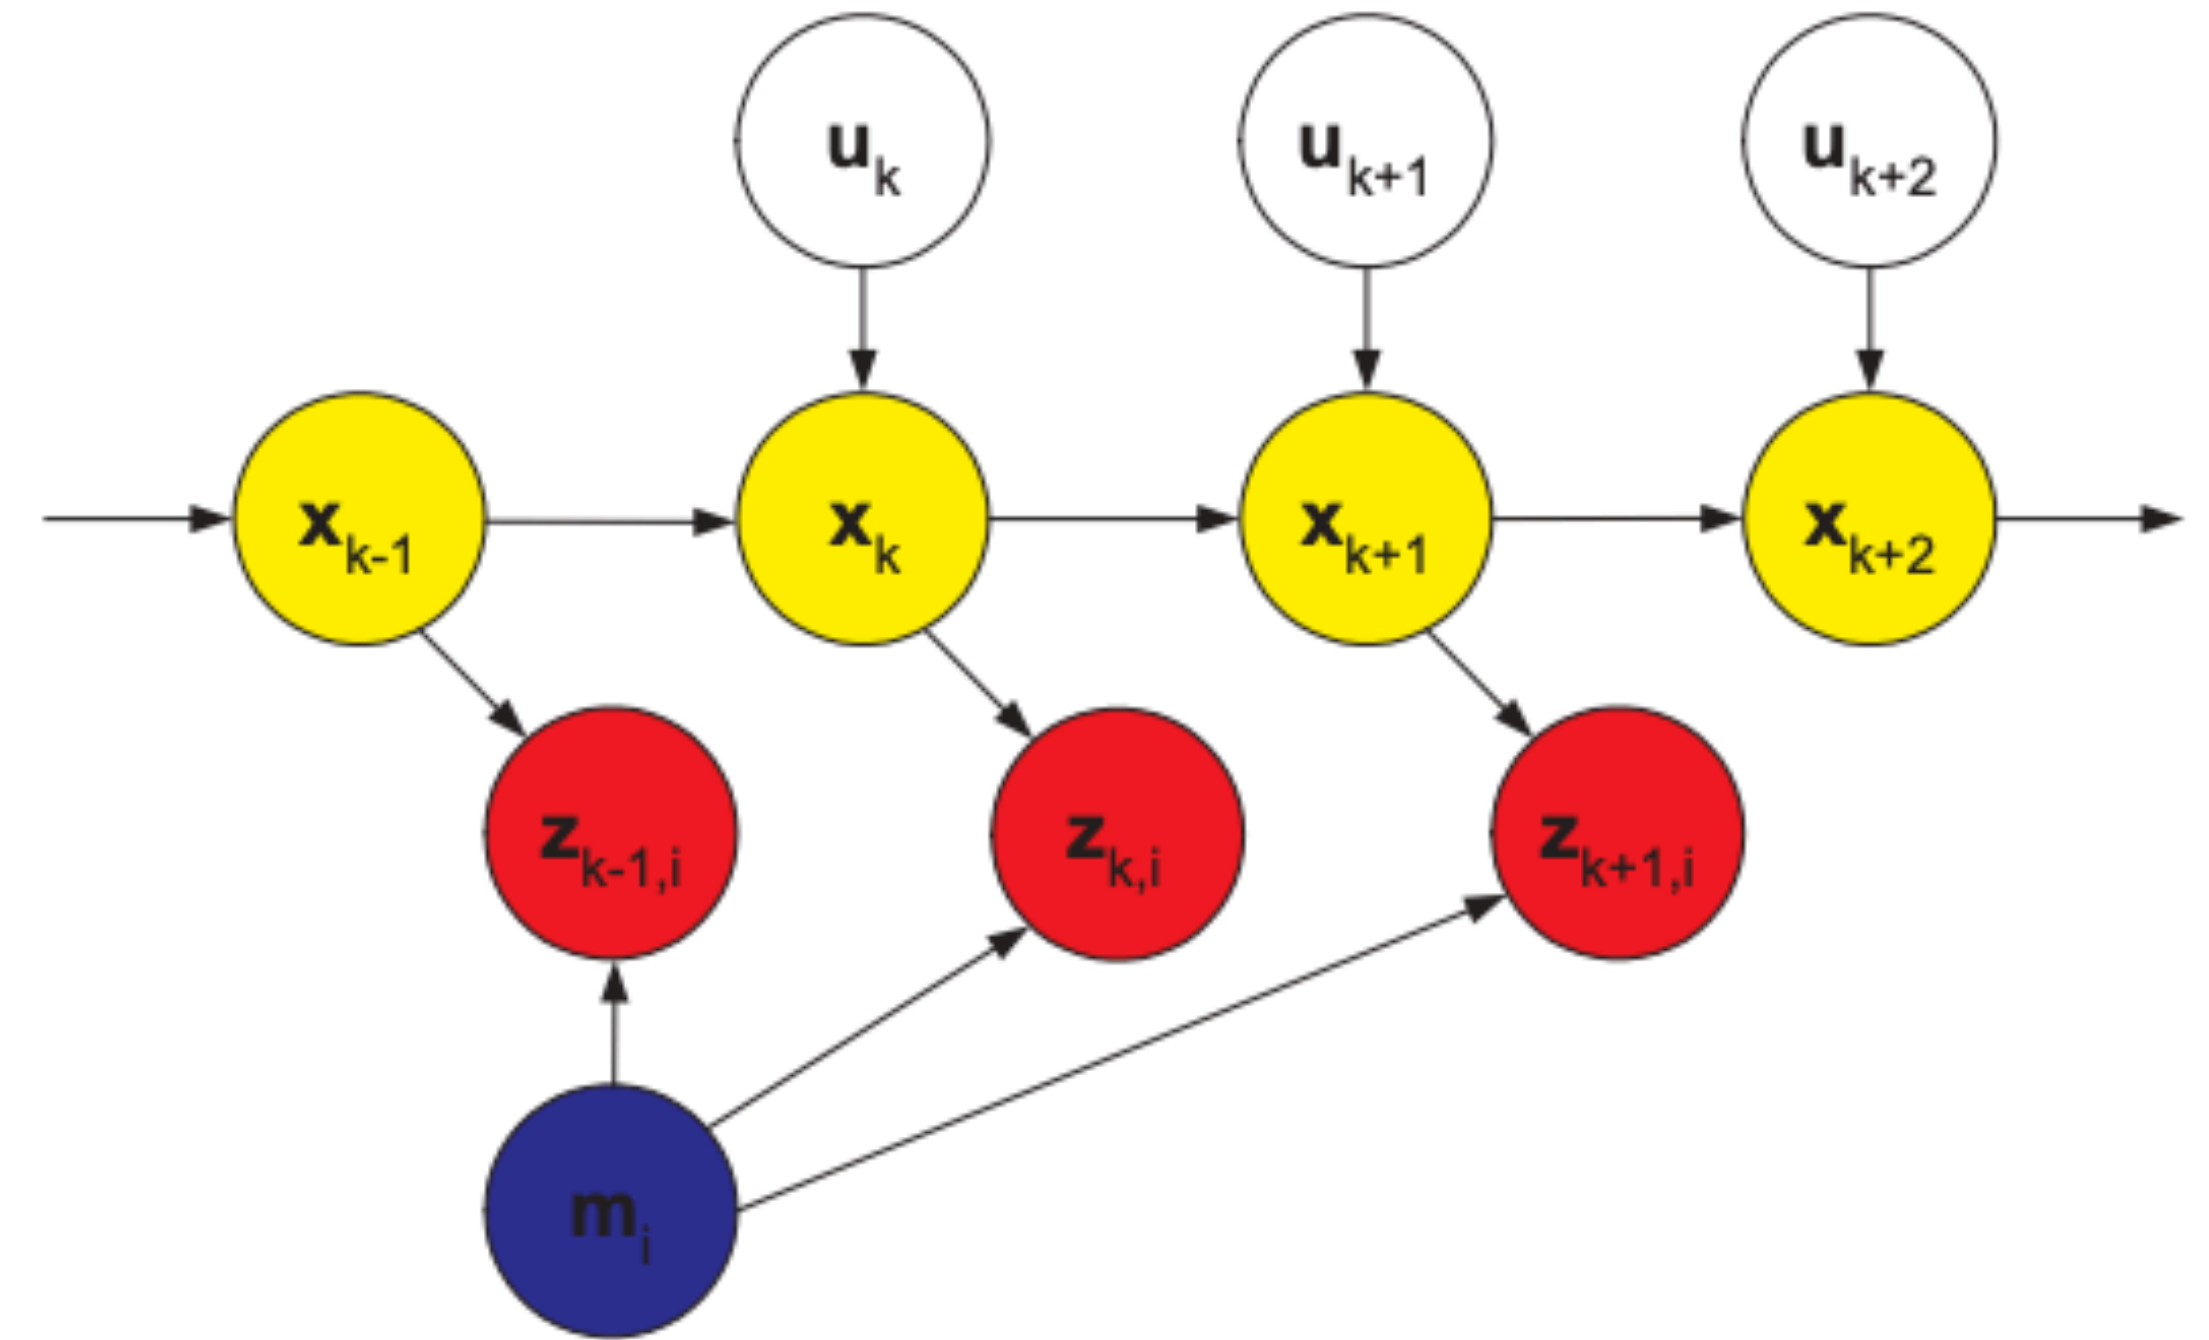 u_k u_k+1 u_k+2
x_k-1 x_k x_k+1 x_k+2
z_k-1,i z_k,i z_k+1,i
m_i